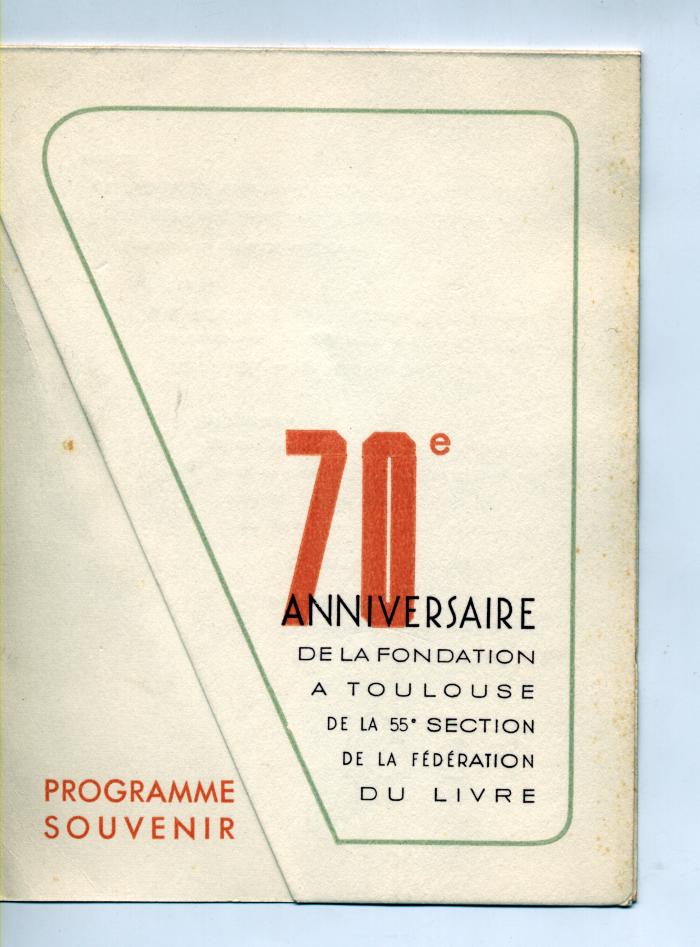 70e
ANNIVERSAIRE
DE LA FONDATION
A TOULOUSE
DE LA 55e SECTION
DE LA FÉDÉRATION
DU LIVRE
PROGRAMME
SOUVENIR